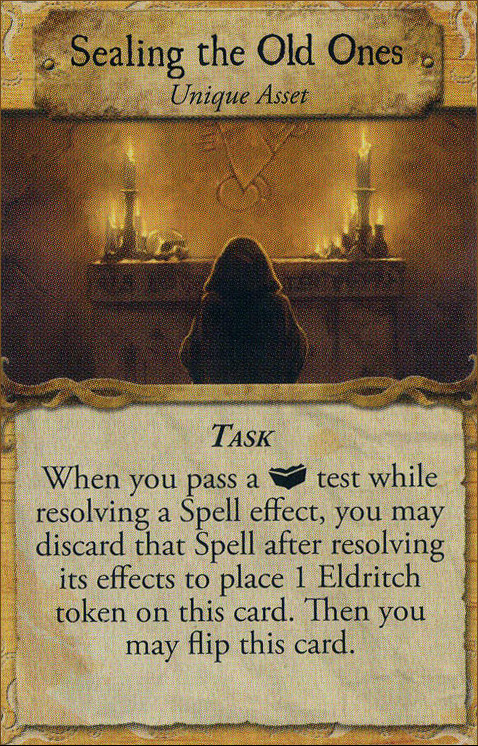 Sealing the Old Ones
Unique Asset
TASK
When you pass a test while
resolving a Spell effect, you may
discard that Spell after resolving
its effects to place 1 Eldritch
token on this card. Then you
may flip this card.